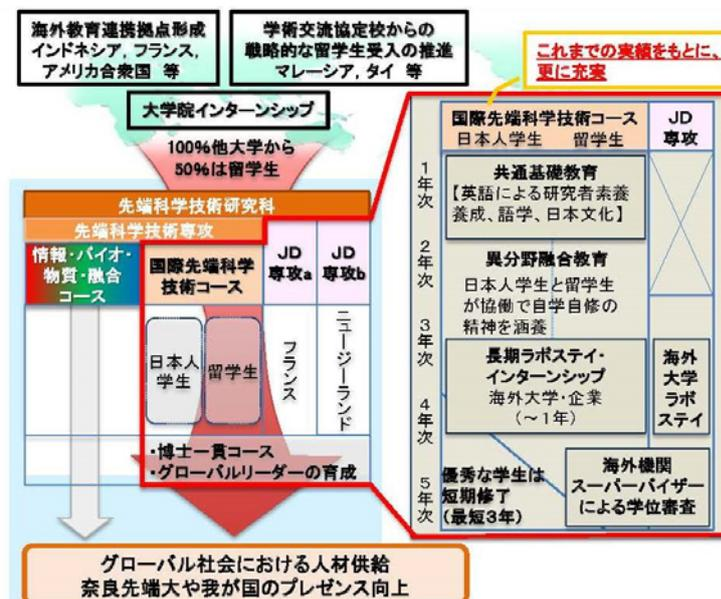 海外教育連携拠点形成
インドネシア，フランス，
アメリカ合衆国 等
学術交流協定校からの
戦略的な留学生受入の推進
マレーシア，タイ 等
大学院インターンシップ
100%他大学から
50%は留学生
先端科学技術研究科
先端科学技術専攻
情報・バイオ・
物質・融合
コース
国際先端科学
技術コース
JD
専攻a
JD
専攻b
日本人
学生
留学生
フランス
ニュージーランド
・博士一貫コース
・グローバルリーダーの育成
グローバル社会における人材供給
奈良先端大や我が国のプレゼンス向上
これまでの実績をもとに、
更に充実
国際先端科学技術コース
日本人学生 留学生
JD
専攻
1年次
共通基礎教育
【英語による研究者素養
養成、語学、日本文化】
2年次
異分野融合教育
日本人学生と留学生
が協働で自学自修の
精神を涵養
3年次
長期ラボステイ・
インターンシップ
海外大学・企業
（～1年）
海外
大学
ラボ
ステイ
4年次
5年次
優秀な学生は
短期修了
(最短3年)
海外機関
スーパーバイザー
による学位審査